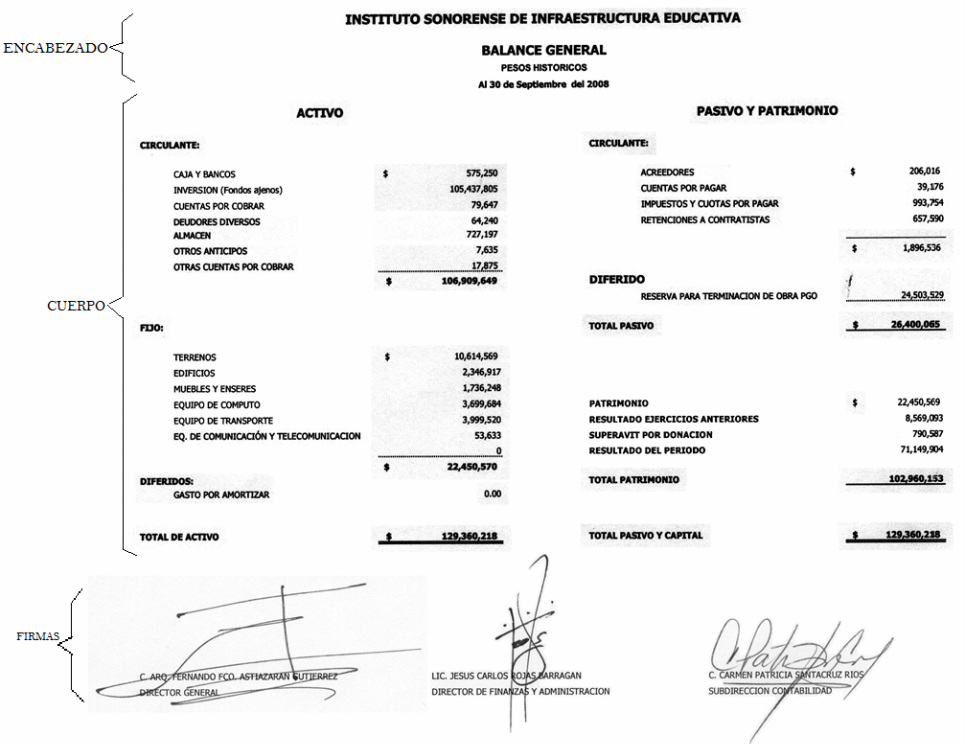 INSTITUTO SONORENSE DE INFRAESTRUCTURA EDUCATIVA
ENCABEZADO
BALANCE GENERAL
PESOS HISTORICOS
Al 30 de Septiembre del 2008
ACTIVO
CIRCULANTE:
CAJA Y BANCOS $ 575,250
INVERSION (Fondos ajenos) 105,437,805
CUENTAS POR COBRAR 79,647
DEUDORES DIVERSOS 64,240
ALMACEN 727,197
OTROS ANTICIPOS 7,635
OTRAS CUENTAS POR COBRAR 17,875
$ 106,909,649
CUERPO
FIJO:
TERRENOS $ 10,614,569
EDIFICIOS 2,346,917
MUEBLES Y ENSERES 1,736,248
EQUIPO DE COMPUTO 3,699,684
EQUIPO DE TRANSPORTE 3,999,520
EQ. DE COMUNICACIÓN Y TELECOMUNICACION 53,633
0
$ 22,450,570
DIFERIDOS:
GASTO POR AMORTIZAR 0.00
TOTAL DE ACTIVO $ 129,360,218
PASIVO Y PATRIMONIO
CIRCULANTE:
ACREEDORES $ 206,016
CUENTAS POR PAGAR 39,176
IMPUESTOS Y CUOTAS POR PAGAR 993,754
RETENCIONES A CONTRATISTAS 657,590
$ 1,896,536
DIFERIDO
RESERVA PARA TERMINACION DE OBRA PGO 24,503,529
TOTAL PASIVO $ 26,400,065
PATRIMONIO $ 22,450,569
RESULTADO EJERCICIOS ANTERIORES 8,569,093
SUPERAVIT POR DONACION 790,587
RESULTADO DEL PERIODO 71,149,904
TOTAL PATRIMONIO 102,960,153
TOTAL PASIVO Y CAPITAL $ 129,360,218
FIRMAS
C. ARQ. FERNANDO FCO. ASTIAZARAN GUTIERREZ
DIRECTOR GENERAL
LIC. JESUS CARLOS ROJAS BARRAGAN
DIRECTOR DE FINANZAS Y ADMINISTRACION
C. CARMEN PATRICIA SANTACRUZ RIOS
SUBDIRECCION CONTABILIDAD